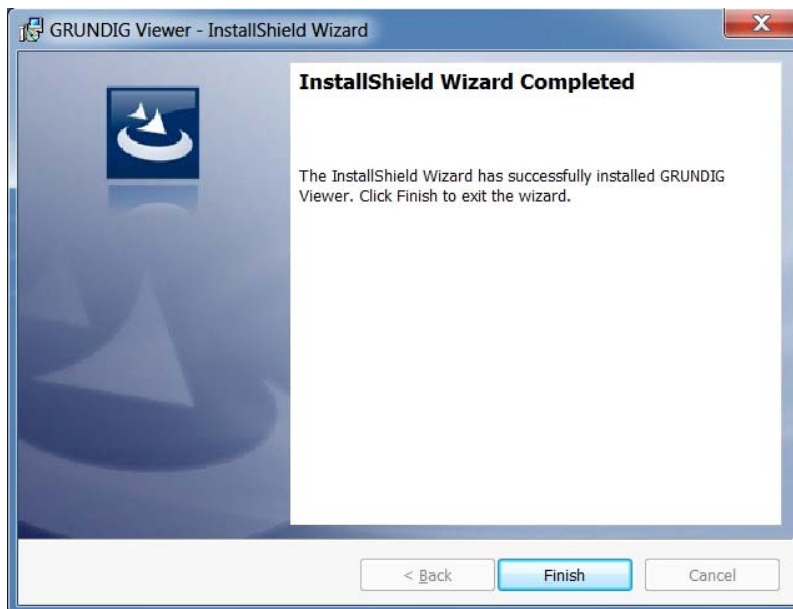 GRUNDIG Viewer - InstallShield Wizard
X
InstallShield Wizard Completed
The InstallShield Wizard has successfully installed GRUNDIG
Viewer. Click Finish to exit the wizard.
< Back
Finish
Cancel